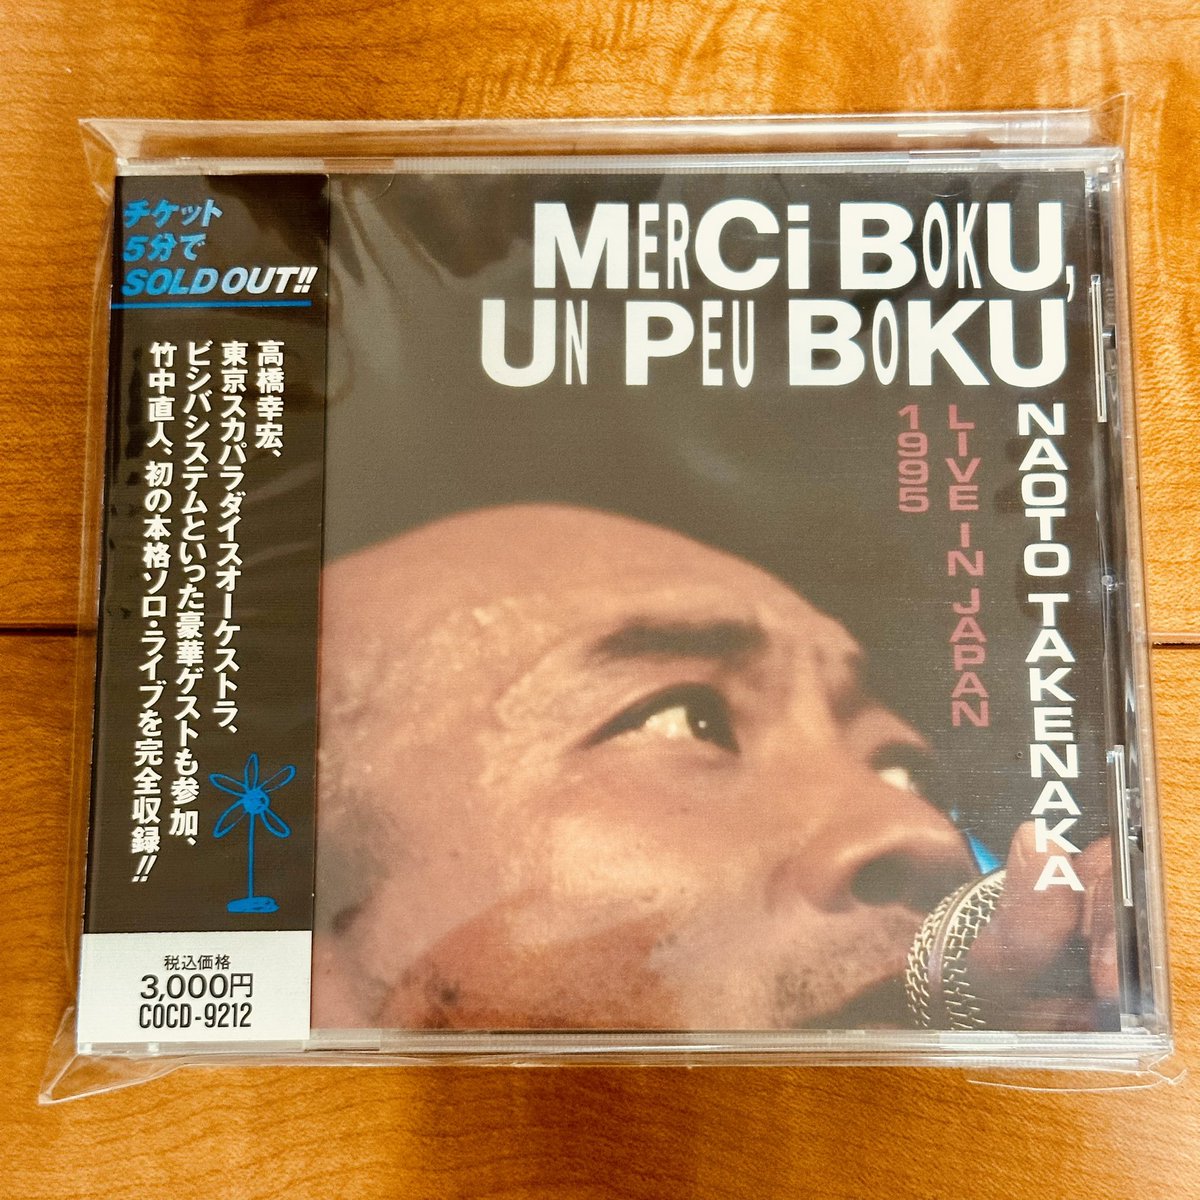 チケット
5分で
SOLD OUT!!
高橋幸宏、
東京スカパラダイスオーケストラ、
ビシバシステムといった豪華ゲストも参加、
竹中直人、初の本格ソロ・ライブを完全収録!!
税込価格
3,000円
COCD-9212
MERCi BOKU,
UN PEU BOKU
NAOTO TAKENAKA
LIVE IN JAPAN
1995